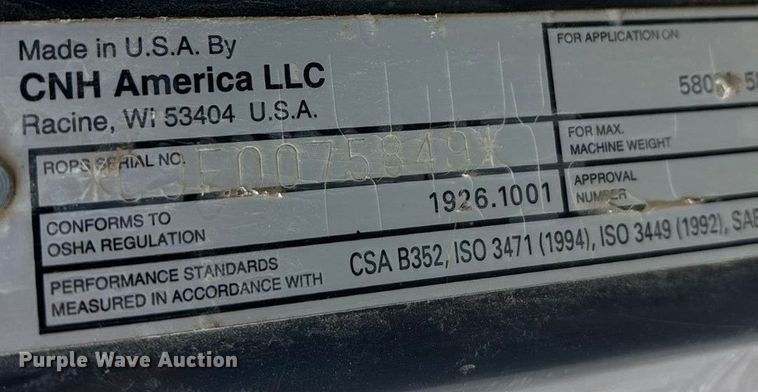 Made in U.S.A. By
CNH America LLC
Racine, WI 53404 U.S.A.
FOR APPLICATION ON
ROPS SERIAL NO.
FOR MAX.
MACHINE WEIGHT
CONFORMS TO
OSHA REGULATION
1926.1001
APPROVAL
NUMBER
PERFORMANCE STANDARDS
MEASURED IN ACCORDANCE WITH
CSA B352, ISO 3471 (1994), ISO 3449 (1992), SAE
Purple Wave Auction